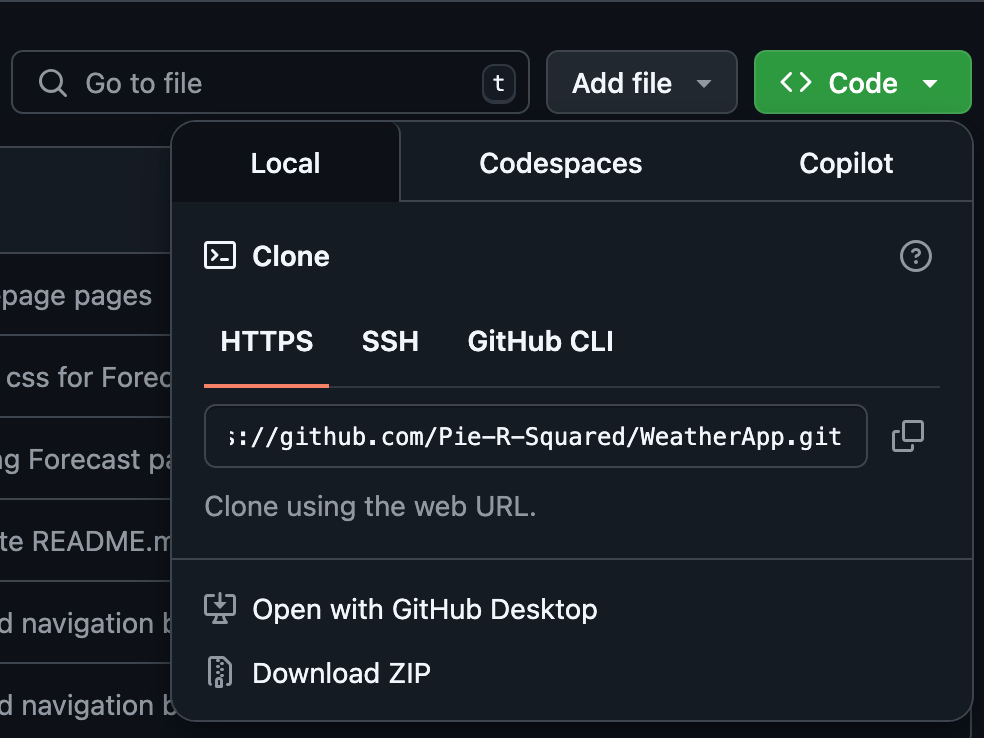 Go to file
t
Add file
Code
Local
Codespaces
Copilot
Clone
HTTPS
SSH
GitHub CLI
s://github.com/Pie-R-Squared/WeatherApp.git
Clone using the web URL.
Open with GitHub Desktop
Download ZIP
page pages
css for Forec
ng Forecast pa
te README.m
d navigation b
d navigation b